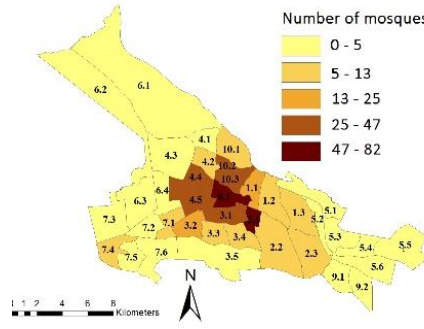 Number of mosques
0 - 5
5 - 13
13 - 25
25 - 47
47 - 82
6.2 6.1
4.1 10.1
4.3 4.2 10.2
4.4 10.3
6.4 1.1
6.3 4.5 1.2
7.3 3.1 1.3 5.1
7.2 7.1 3.2 5.2
3.3 3.4 5.3
7.4 7.5 7.6 3.5 2.2 2.3 5.4 5.5
5.6
9.1 9.2
N
0 1 2 4 6 8
Kilometers